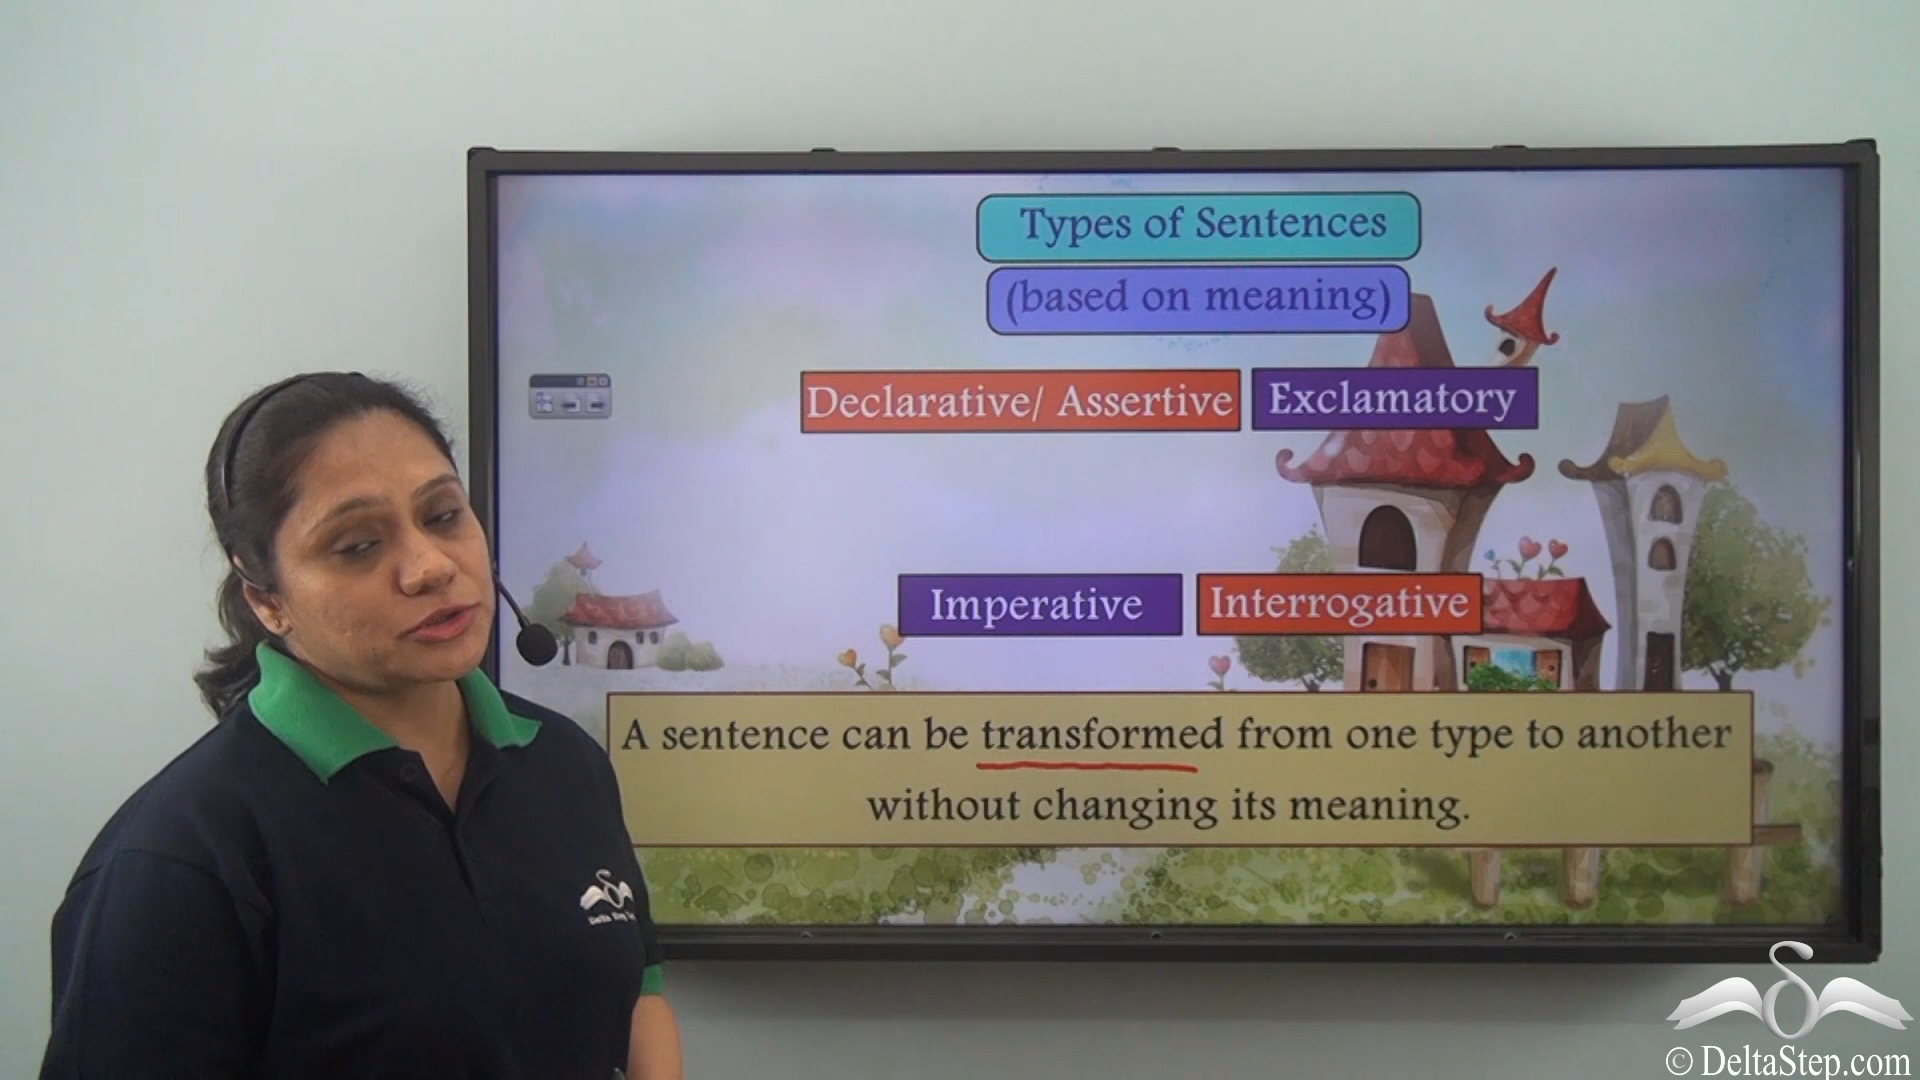 Types of Sentences
(based on meaning)
Declarative/ Assertive
Exclamatory
Imperative
Interrogative
A sentence can be transformed from one type to another
without changing its meaning.
© DeltaStep.com